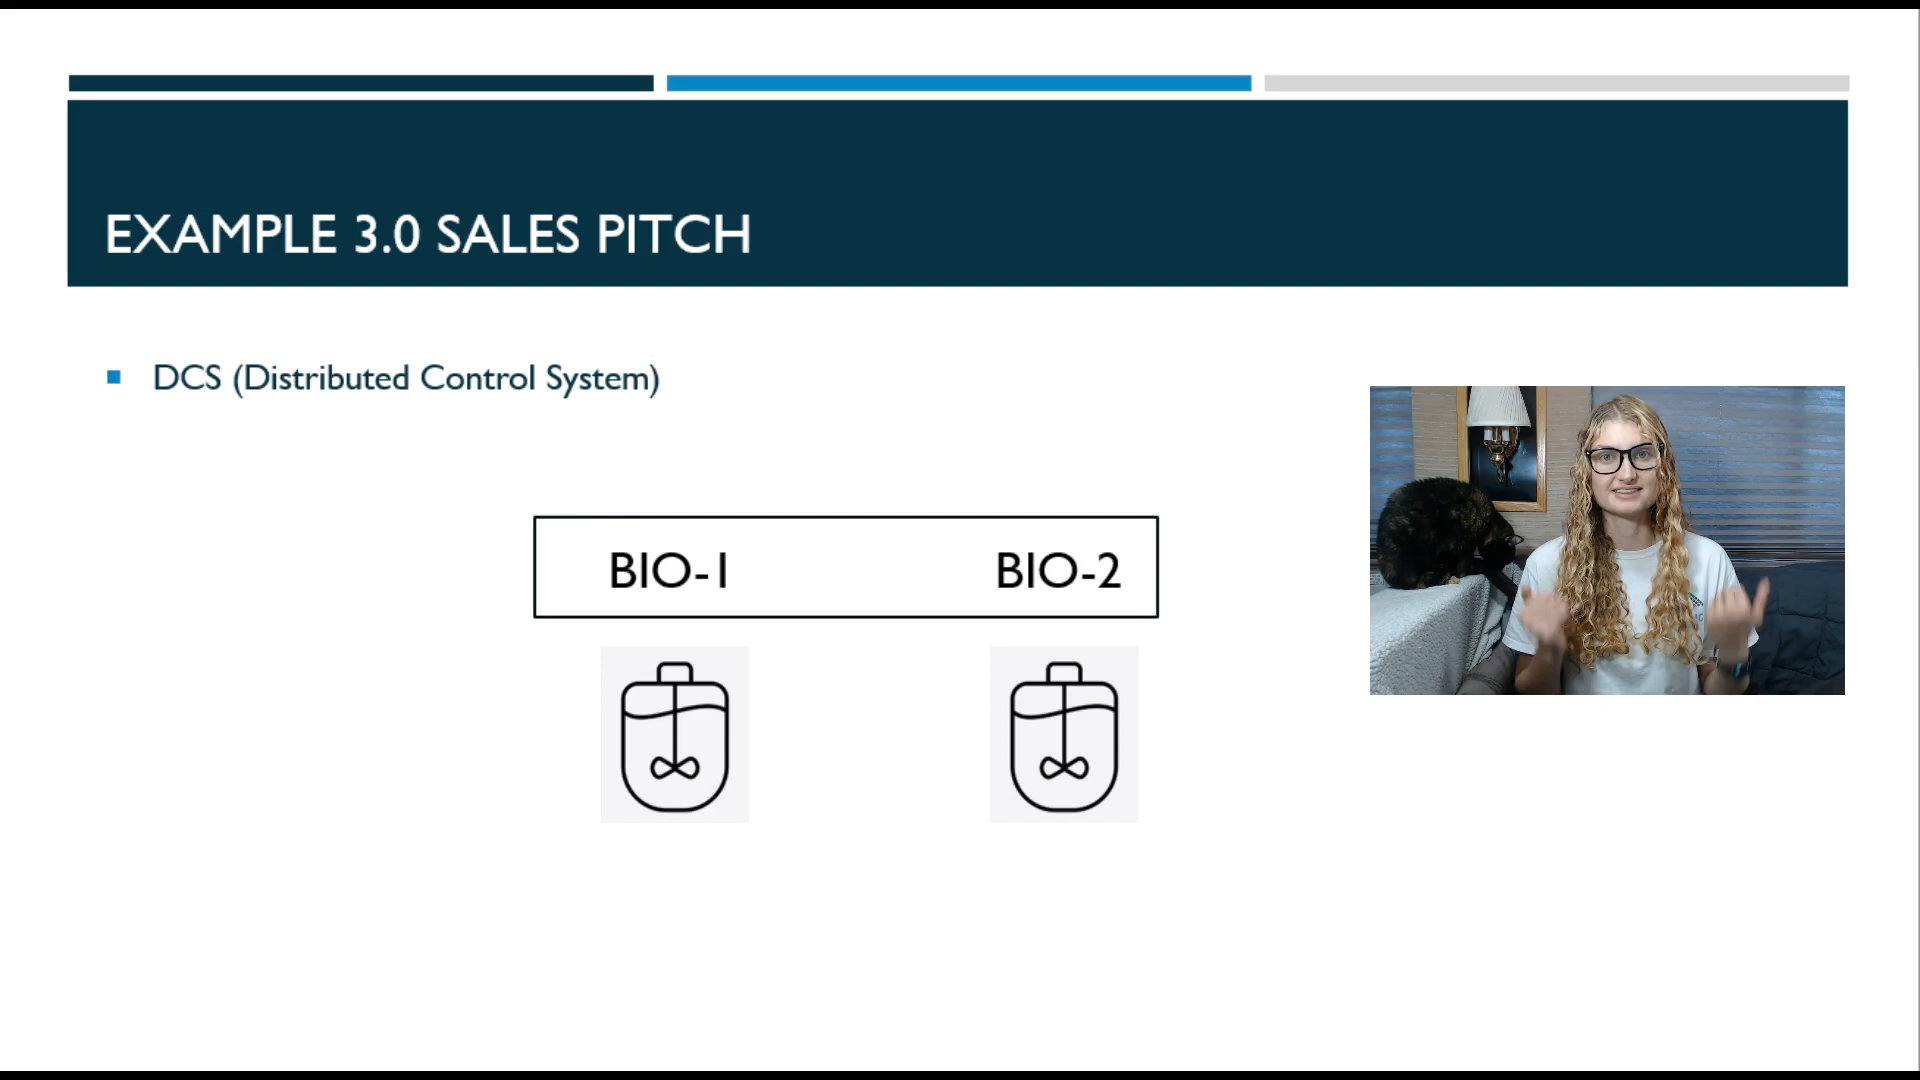 EXAMPLE 3.0 SALES PITCH
DCS (Distributed Control System)
BIO-1 BIO-2